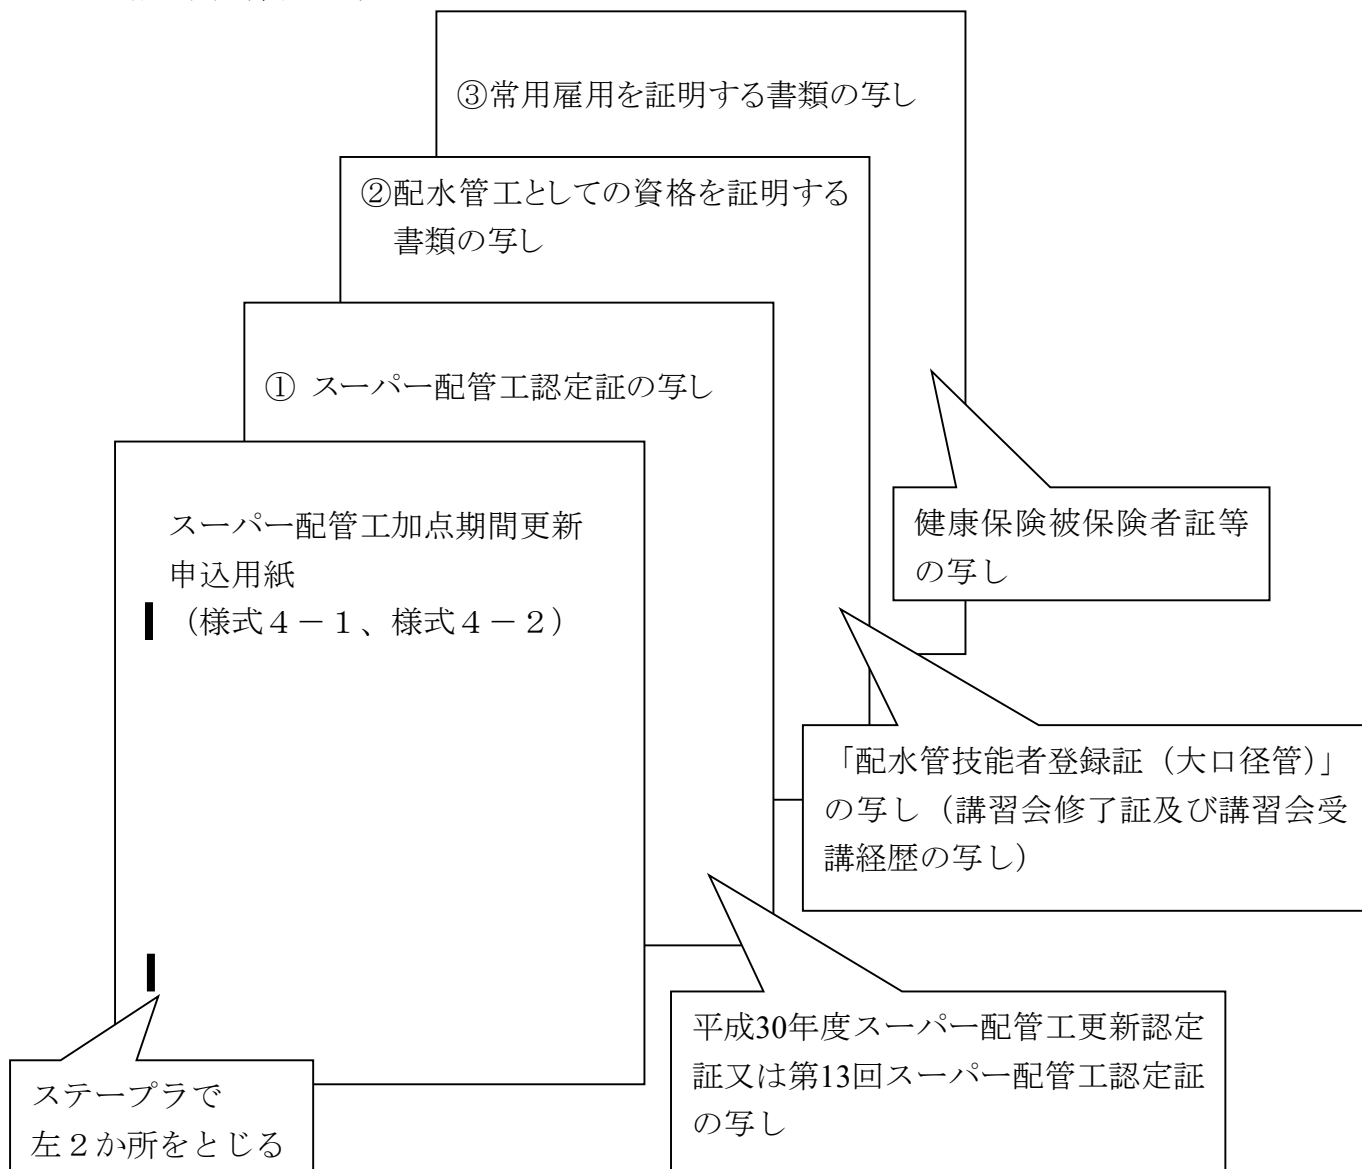 ③常用雇用を証明する書類の写し
②配水管工としての資格を証明する
書類の写し
① スーパー配管工認定証の写し
スーパー配管工加点期間更新
申込用紙
（様式４－１、様式４－２）
健康保険被保険者証等
の写し
「配水管技能者登録証（大口径管）」
の写し（講習会修了証及び講習会受
講経歴の写し）
平成30年度スーパー配管工更新認定
証又は第13回スーパー配管工認定証
の写し
ステープラで
左２か所をとじる